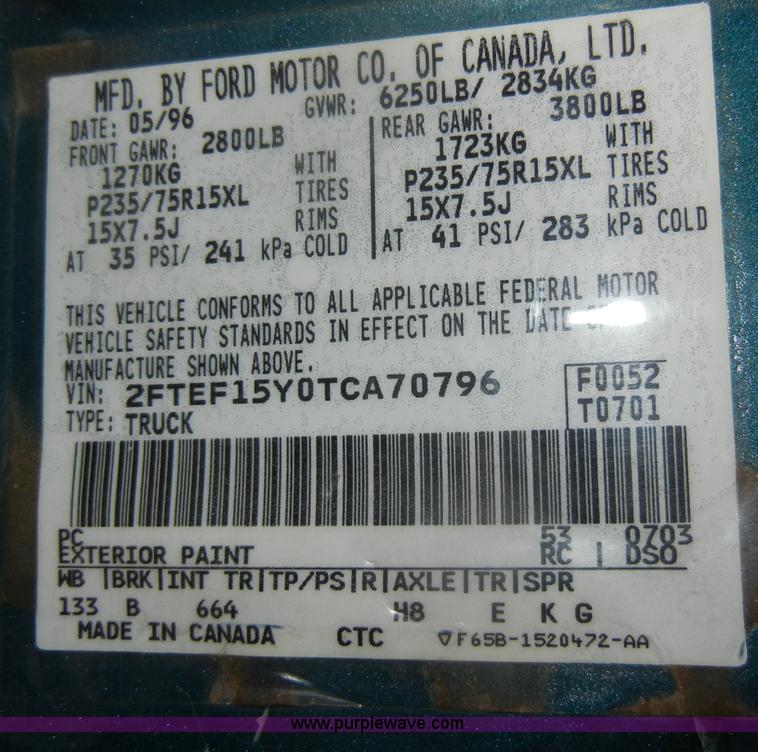 MFD. BY FORD MOTOR CO. OF CANADA, LTD.
DATE: 05/96 GVWR: 6250LB/ 2834KG
FRONT GAWR: 2800LB
1270KG WITH
P235/75R15XL TIRES
15X7.5J RIMS
AT 35 PSI/ 241 kPa COLD
REAR GAWR: 3800LB
1723KG WITH
P235/75R15XL TIRES
15X7.5J RIMS
AT 41 PSI/ 283 kPa COLD
THIS VEHICLE CONFORMS TO ALL APPLICABLE FEDERAL MOTOR
VEHICLE SAFETY STANDARDS IN EFFECT ON THE DATE OF
MANUFACTURE SHOWN ABOVE.
VIN: 2FTEF15Y0TCA70796
F0052
TYPE: TRUCK
T0701
PC 53 0703
EXTERIOR PAINT RC | DSO
WB |BRK|INT TR|TP/PS|R|AXLE|TR|SPR
133 B 664 H8 E K G
MADE IN CANADA CTC F65B-1520472-AA
www.purplewave.com